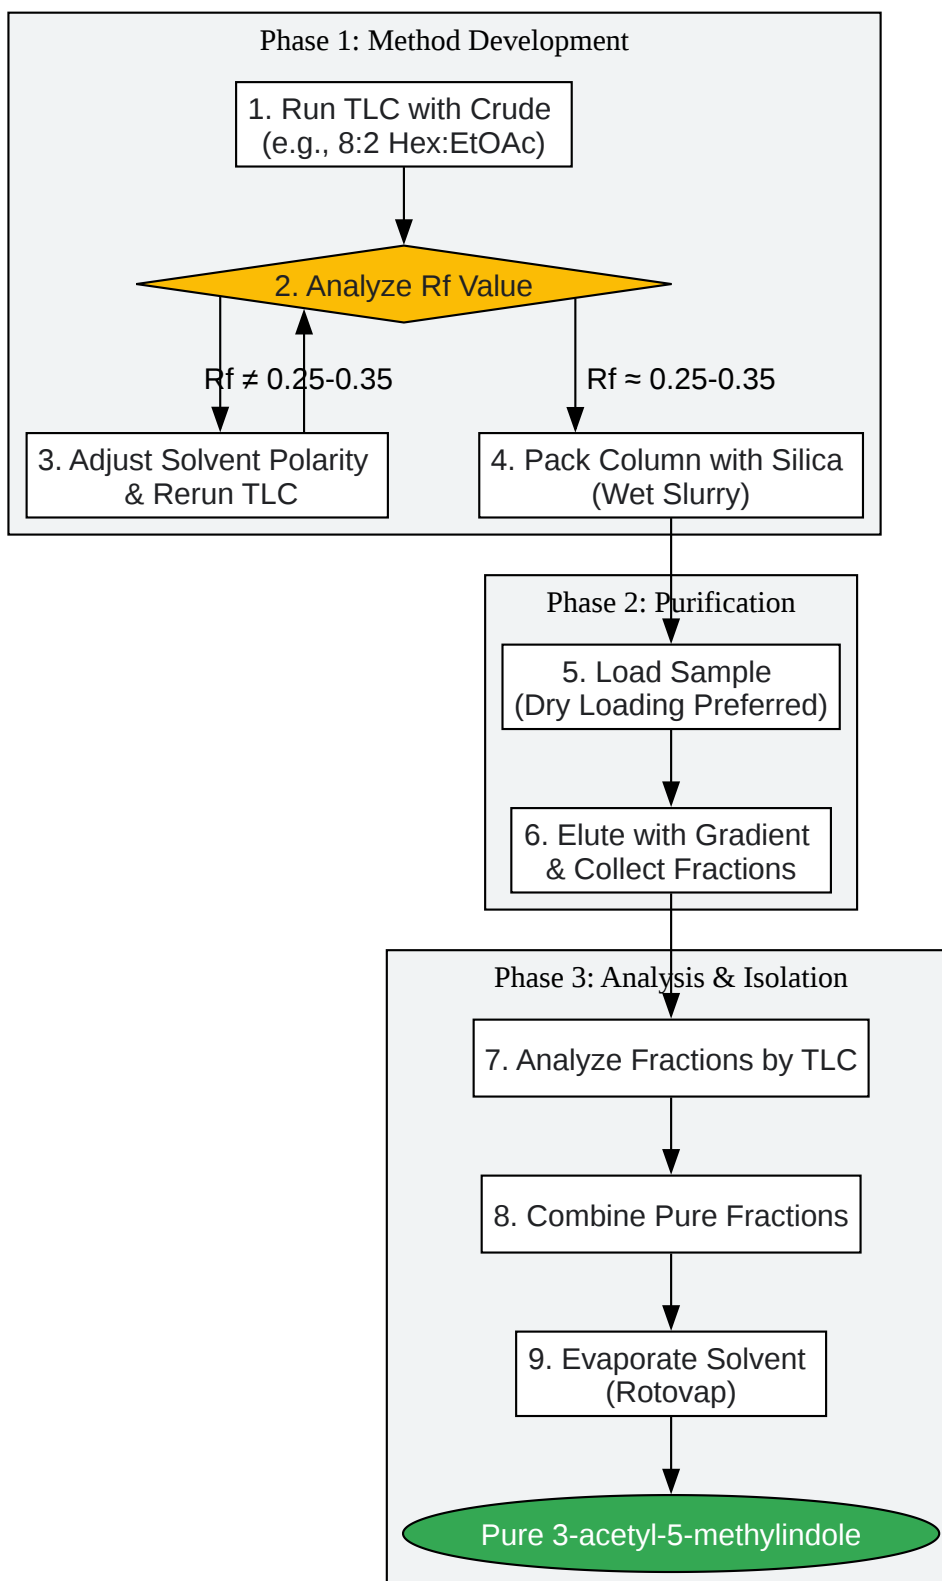 Phase 1: Method Development
1. Run TLC with Crude
(e.g., 8:2 Hex:EtOAc)
2. Analyze Rf Value
Rf ≠ 0.25-0.35
Rf ≈ 0.25-0.35
3. Adjust Solvent Polarity
& Rerun TLC
4. Pack Column with Silica
(Wet Slurry)
Phase 2: Purification
5. Load Sample
(Dry Loading Preferred)
6. Elute with Gradient
& Collect Fractions
Phase 3: Analysis & Isolation
7. Analyze Fractions by TLC
8. Combine Pure Fractions
9. Evaporate Solvent
(Rotovap)
Pure 3-acetyl-5-methylindole